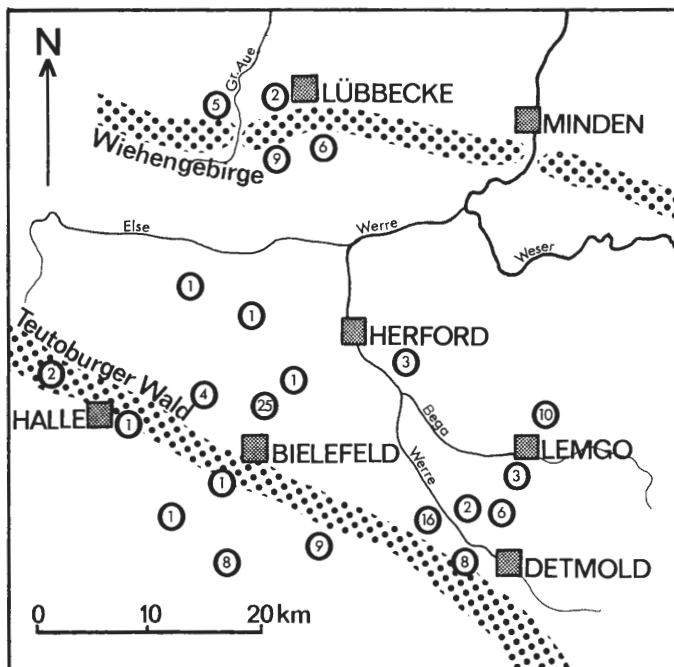 N
Gr. Aue
5
2
LÜBBECKE
MINDEN
9
6
Wiehengebirge
Else
Werre
Weser
1
1
HERFORD
3
Teutoburger Wald
2
4
1
25
HALLE
1
10
Bega
BIELEFELD
LEMGO
Werre
1
3
1
16
2
6
9
8
8
DETMOLD
0 10 20 km